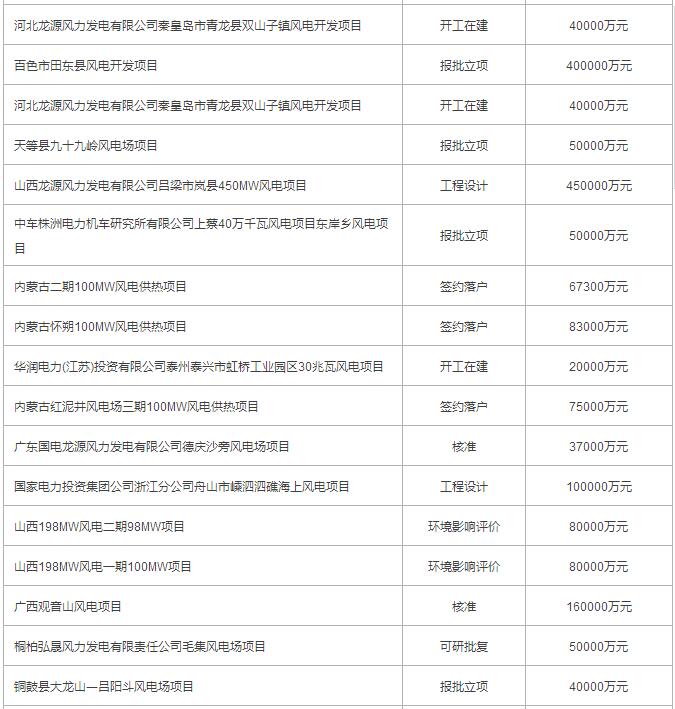 河北龙源风力发电有限公司秦皇岛市青龙县双山子镇风电开发项目 开工在建 40000万元
百色市田东县风电开发项目 报批立项 400000万元
河北龙源风力发电有限公司秦皇岛市青龙县双山子镇风电开发项目 开工在建 40000万元
天等县九十九岭风电场项目 报批立项 50000万元
山西龙源风力发电有限公司吕梁市岚县450MW风电项目 工程设计 450000万元
中车株洲电力机车研究所有限公司上蔡40万千瓦风电项目东岸乡风电项
目 报批立项 50000万元
内蒙古二期100MW风电供热项目 签约落户 67300万元
内蒙古怀朔100MW风电供热项目 签约落户 83000万元
华润电力(江苏)投资有限公司泰州泰兴市虹桥工业园区30兆瓦风电项目 开工在建 20000万元
内蒙古红泥井风电场三期100MW风电供热项目 签约落户 75000万元
广东国电龙源风力发电有限公司德庆沙旁风电场项目 核准 37000万元
国家电力投资集团公司浙江分公司舟山市嵊泗泗礁海上风电项目 工程设计 100000万元
山西198MW风电二期98MW项目 环境影响评价 80000万元
山西198MW风电一期100MW项目 环境影响评价 80000万元
广西观音山风电项目 核准 160000万元
桐柏弘晟风力发电有限责任公司毛集风电场项目 可研批复 50000万元
铜鼓县大龙山—吕阳斗风电场项目 报批立项 40000万元